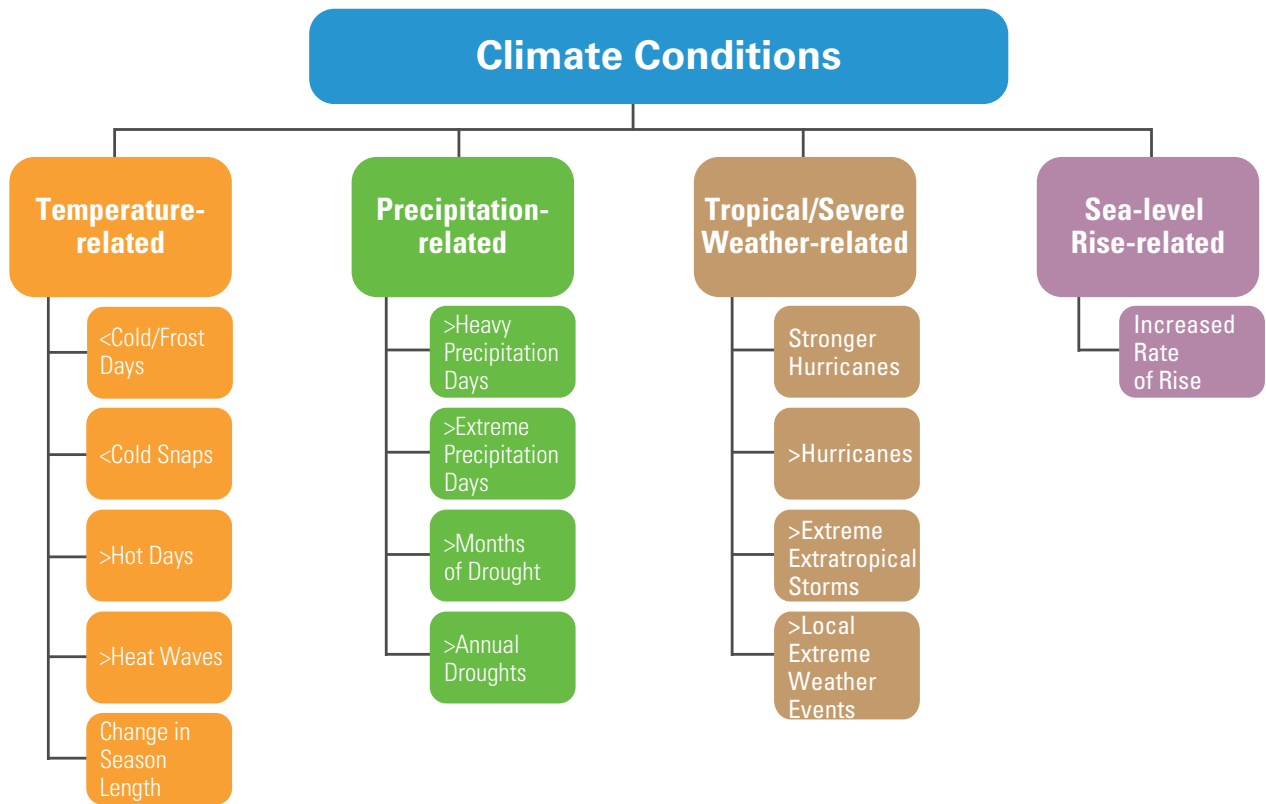 Climate Conditions
Temperature-
related
<Cold/Frost
Days
<Cold Snaps
>Hot Days
>Heat Waves
Change in
Season
Length
Precipitation-
related
>Heavy
Precipitation
Days
>Extreme
Precipitation
Days
>Months
of Drought
>Annual
Droughts
Tropical/Severe
Weather-related
Stronger
Hurricanes
>Hurricanes
>Extreme
Extratropical
Storms
>Local
Extreme
Weather
Events
Sea-level
Rise-related
Increased
Rate
of Rise